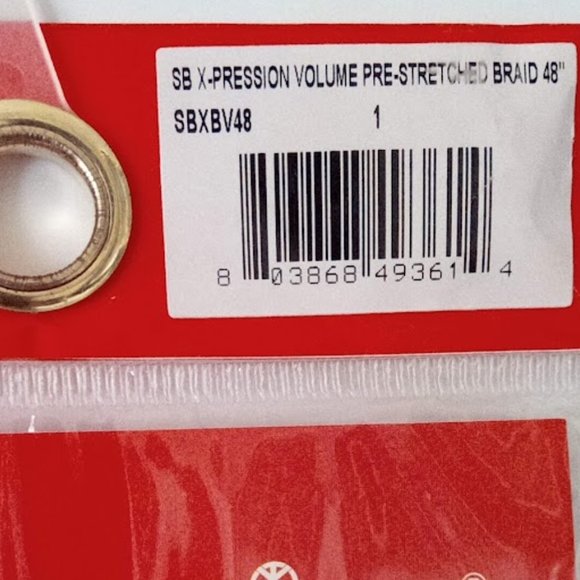 SB X-PRESSION VOLUME PRE-STRETCHED BRAID 48"
SBXBV48 1
8 03868 49361 4